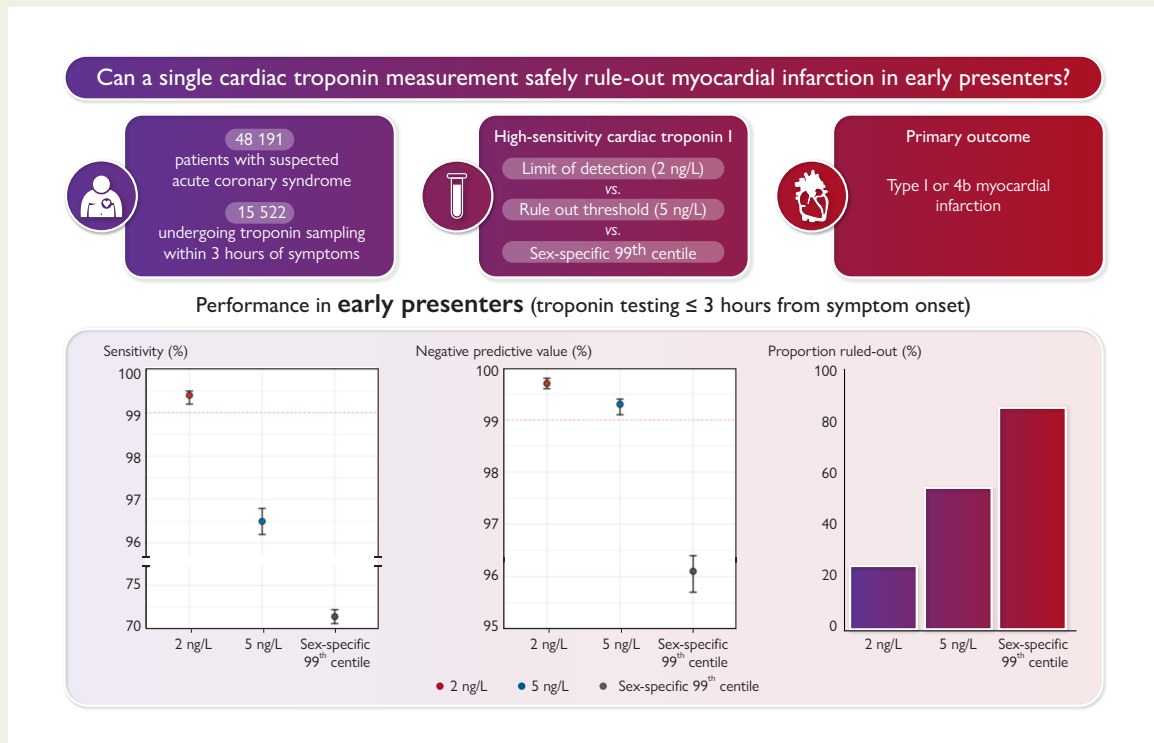 Can a single cardiac troponin measurement safely rule-out myocardial infarction in early presenters?
48 191
patients with suspected
acute coronary syndrome
15 522
undergoing troponin sampling
within 3 hours of symptoms
High-sensitivity cardiac troponin I
Limit of detection (2 ng/L)
vs.
Rule out threshold (5 ng/L)
vs.
Sex-specific 99th centile
Primary outcome
Type I or 4b myocardial
infarction
Performance in early presenters (troponin testing ≤ 3 hours from symptom onset)
Sensitivity (%)
100
99
98
97
96
75
70
2 ng/L
5 ng/L
Sex-specific
99th centile
Negative predictive value (%)
100
99
98
97
96
95
2 ng/L
5 ng/L
Sex-specific
99th centile
Proportion ruled-out (%)
100
80
60
40
20
0
2 ng/L
5 ng/L
Sex-specific
99th centile
2 ng/L
5 ng/L
Sex-specific 99th centile